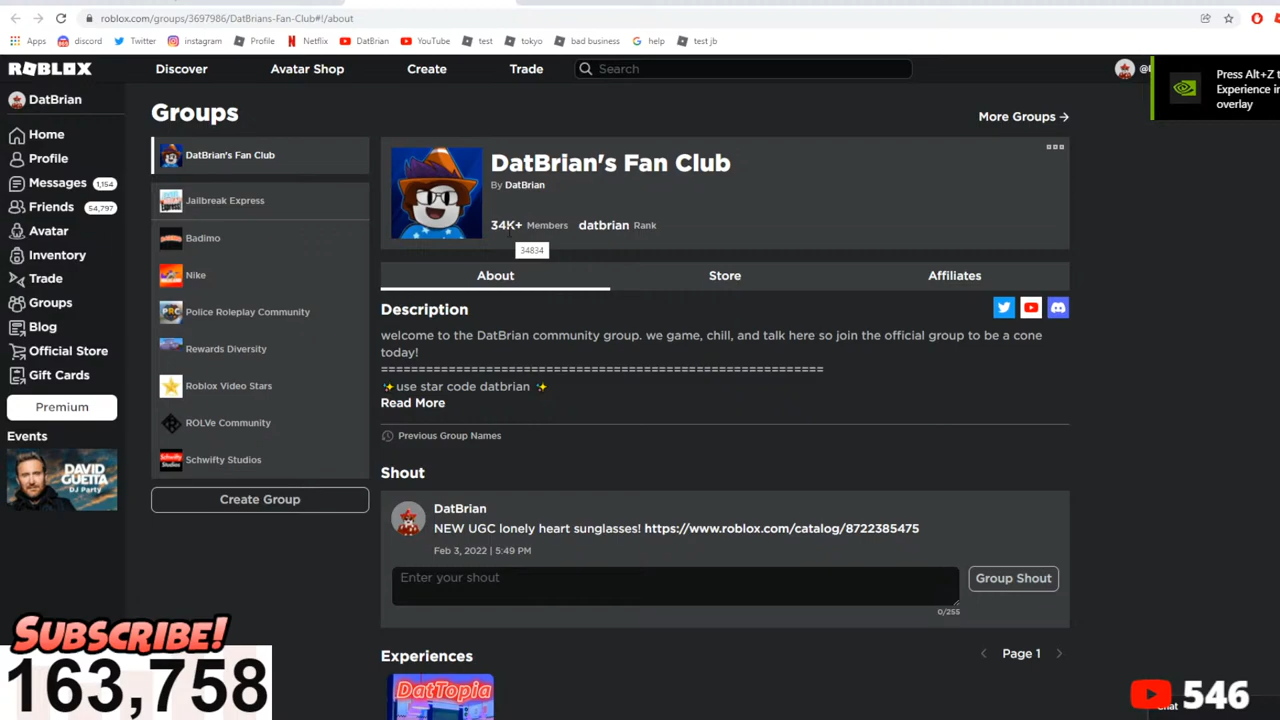 roblox.com/groups/3697986/DatBrians-Fan-Club#!/about
Apps discord Twitter instagram Profile Netflix DatBrian YouTube test tokyo bad business help test jb
ROBLOX Discover Avatar Shop Create Trade Search
Press Alt+Z t
Experience in
overlay
DatBrian
Home
Profile
Messages 1,154
Friends 54,797
Avatar
Inventory
Trade
Groups
Blog
Official Store
Gift Cards
Premium
Events
DAVID
GUETTA
DJ Party
Groups
More Groups →
DatBrian's Fan Club
Jailbreak Express
Badimo
Nike
Police Roleplay Community
Rewards Diversity
Roblox Video Stars
ROLVe Community
Schwifty Studios
Create Group
DatBrian's Fan Club
By DatBrian
34K+ Members datbrian Rank
34834
About Store Affiliates
Description
welcome to the DatBrian community group. we game, chill, and talk here so join the official group to be a cone
today!
============================================================
✨use star code datbrian ✨
Read More
Previous Group Names
Shout
DatBrian
NEW UGC lonely heart sunglasses! https://www.roblox.com/catalog/8722385475
Feb 3, 2022 | 5:49 PM
Enter your shout
Group Shout
0/255
Experiences
Page 1
DatTopia
SUBSCRIBE!
163,758
546